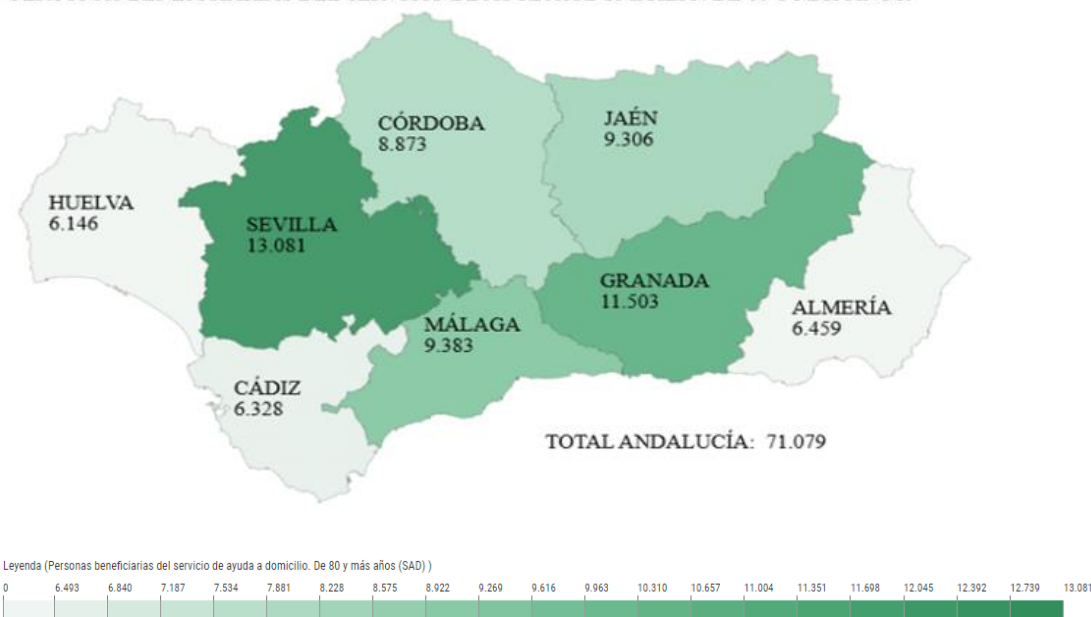 CÓRDOBA
8.873
JAÉN
9.306
HUELVA
6.146
SEVILLA
13.081
GRANADA
11.503
ALMERÍA
6.459
MÁLAGA
9.383
CÁDIZ
6.328
TOTAL ANDALUCÍA: 71.079
Leyenda (Personas beneficiarias del servicio de ayuda a domicilio. De 80 y más años (SAD) )
0 6.493 6.840 7.187 7.534 7.881 8.228 8.575 8.922 9.269 9.616 9.963 10.310 10.657 11.004 11.351 11.698 12.045 12.392 12.739 13.081